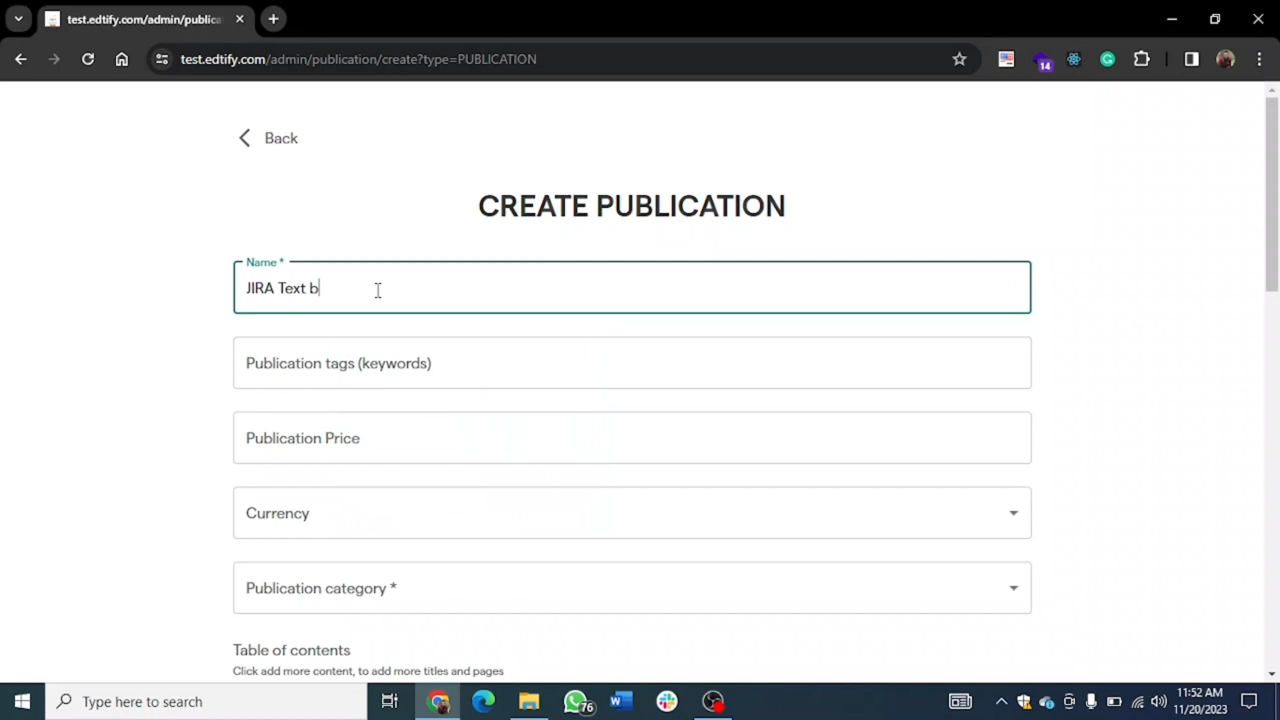 test.edtify.com/admin/publica
test.edtify.com/admin/publication/create?type=PUBLICATION
14
Back
CREATE PUBLICATION
Name *
JIRA Text b
Publication tags (keywords)
Publication Price
Currency
Publication category *
Table of contents
Click add more content, to add more titles and pages
Type here to search
76
11:52 AM
11/20/2023